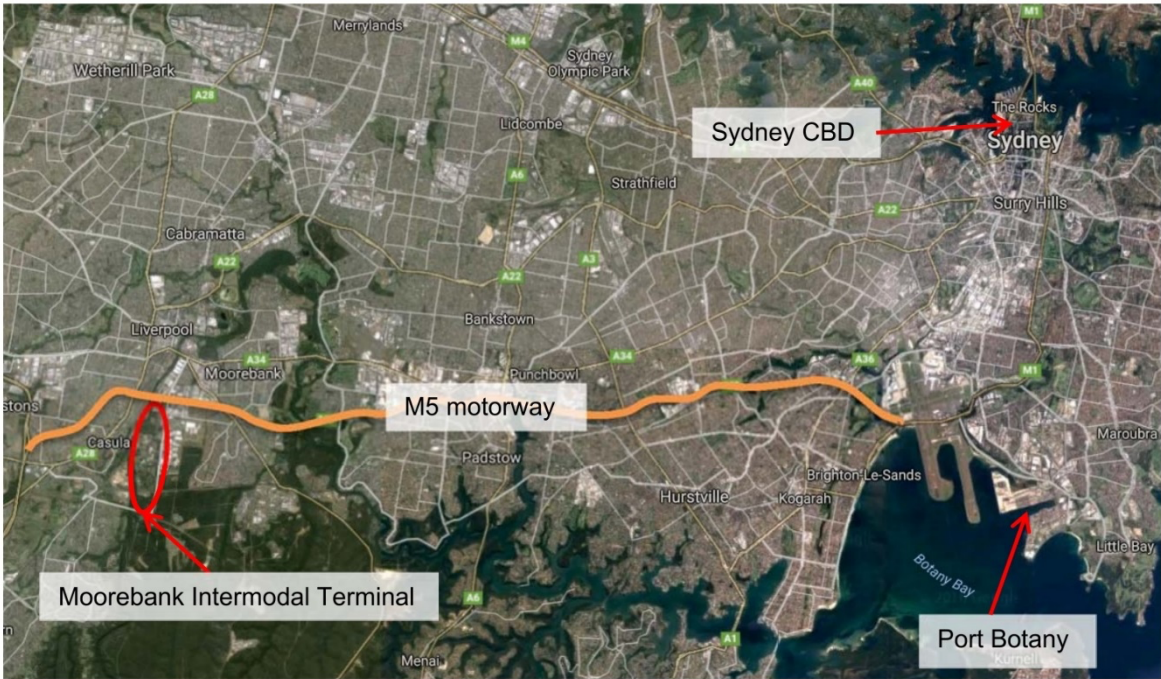 Merrylands
M1
M4
Wetherill Park
Sydney
Olympic Park
A28
A40
The Rocks
Sydney CBD
Lidcombe
Sydney
A6
Strathfield
Surry Hills
A22
Cabramatta
A22
A3
A22
Bankstown
Liverpool
A34
A34
A36
Moorebank
Punchbowl
M1
stons
M5 motorway
Casula
A28
Maroubra
Padstow
Brighton-Le-Sands
Hurstville
Kogarah
Little Bay
Botany Bay
Moorebank Intermodal Terminal
A6
Port Botany
A1
Menai
Kurnell